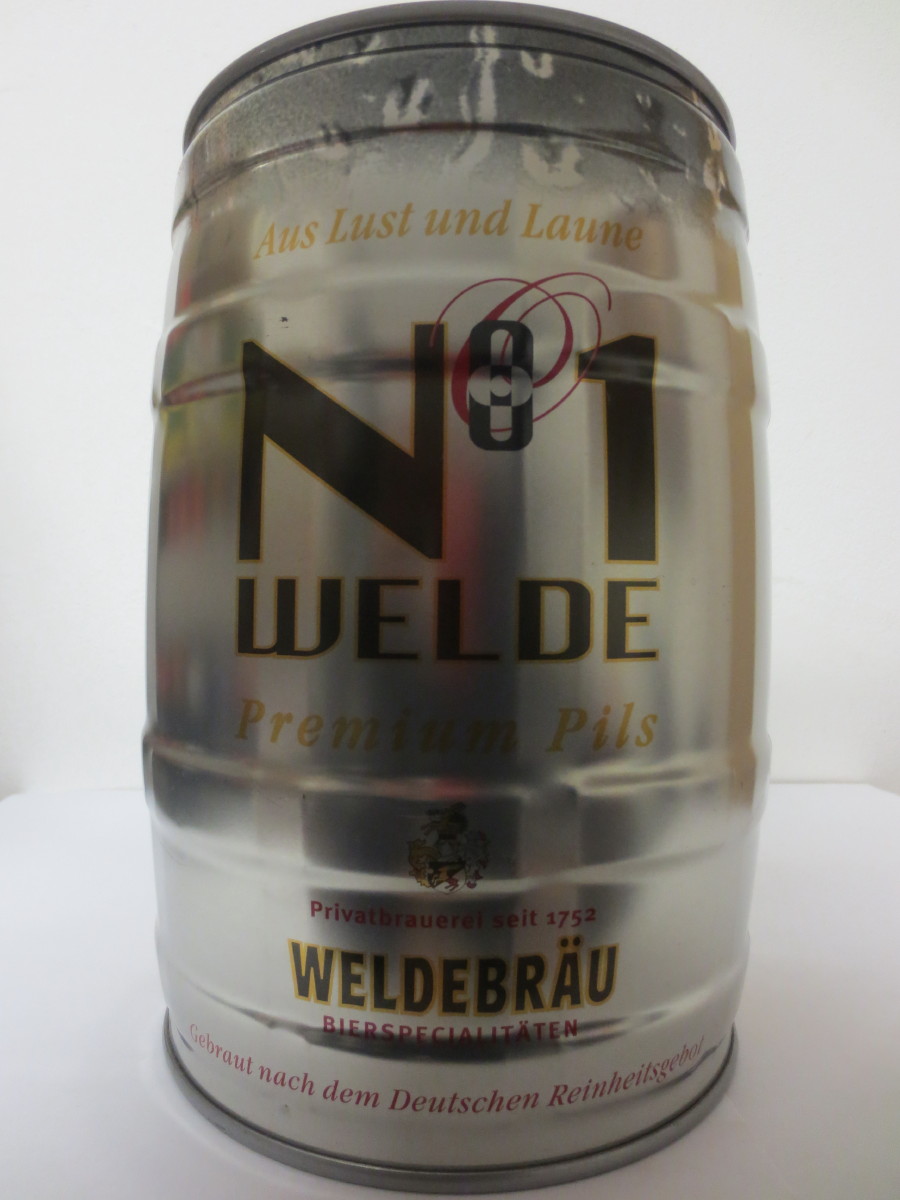 Aus Lust und Laune
No1
WELDE
Premium Pils
Privatbrauerei seit 1752
WELDEBRÄU
BIERSPECIALITÄTEN
Gebraut nach dem Deutschen Reinheitsgebot